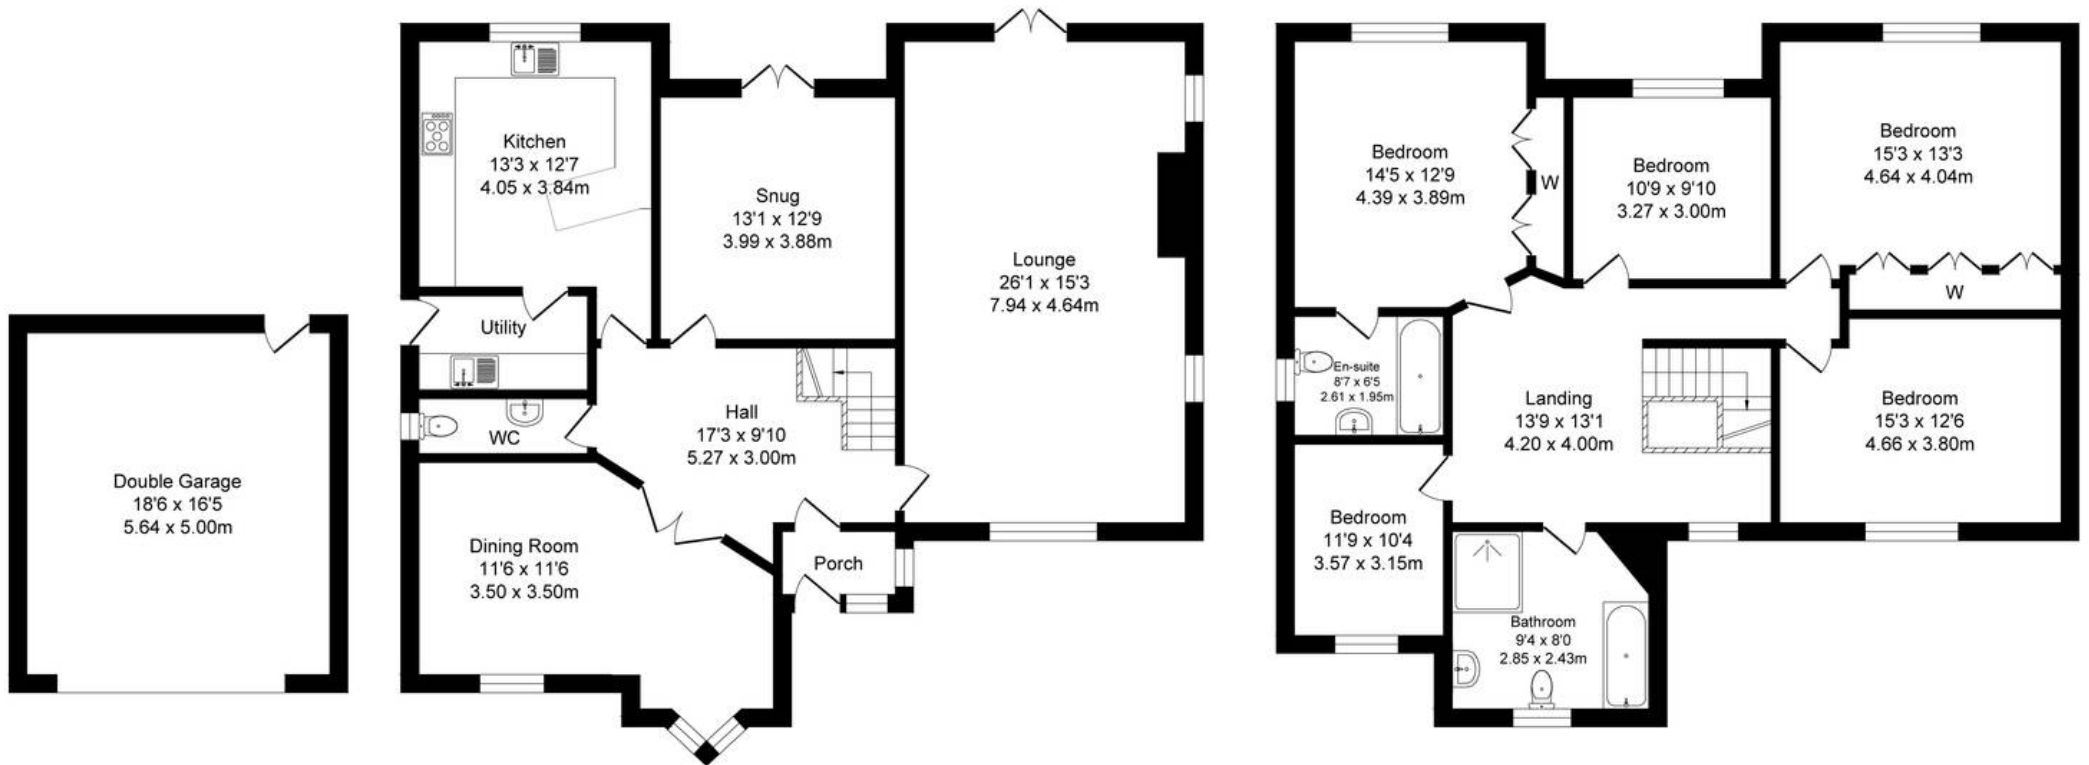 Double Garage
18'6 x 16'5
5.64 x 5.00m
Kitchen
13'3 x 12'7
4.05 x 3.84m
Snug
13'1 x 12'9
3.99 x 3.88m
Lounge
26'1 x 15'3
7.94 x 4.64m
Utility
WC
Hall
17'3 x 9'10
5.27 x 3.00m
Dining Room
11'6 x 11'6
3.50 x 3.50m
Porch
Bedroom
14'5 x 12'9
4.39 x 3.89m
W
Bedroom
10'9 x 9'10
3.27 x 3.00m
Bedroom
15'3 x 13'3
4.64 x 4.04m
W
En-suite
8'7 x 6'5
2.61 x 1.95m
Landing
13'9 x 13'1
4.20 x 4.00m
Bedroom
15'3 x 12'6
4.66 x 3.80m
Bedroom
11'9 x 10'4
3.57 x 3.15m
Bathroom
9'4 x 8'0
2.85 x 2.43m